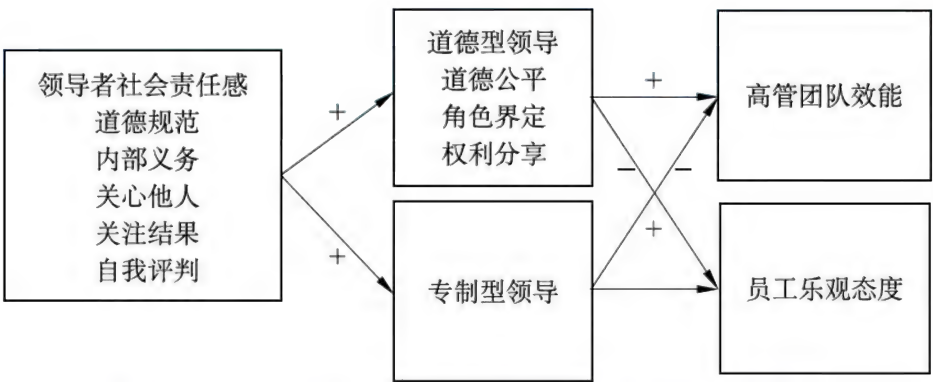 领导者社会责任感
道德规范
内部义务
关心他人
关注结果
自我评判
+
+
道德型领导
道德公平
角色界定
权利分享
专制型领导
+
−
−
+
高管团队效能
员工乐观态度